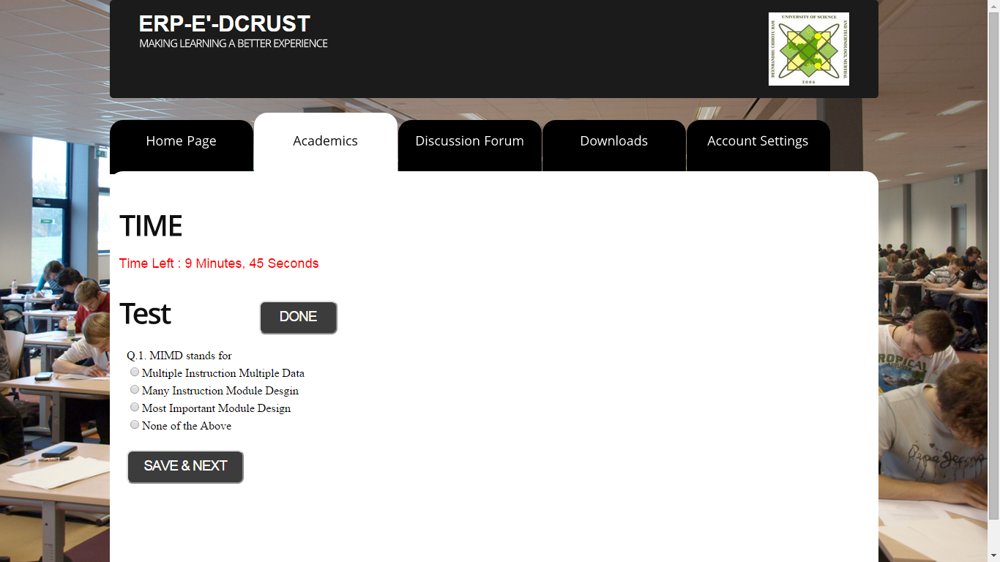 ERP-E'-DCRUST
MAKING LEARNING A BETTER EXPERIENCE
UNIVERSITY OF SCIENCE
AND TECHNOLOGY, MURTHAL
DEENBANDHU CHHOTU RAM
2006
Home Page
Academics
Discussion Forum
Downloads
Account Settings
TIME
Time Left : 9 Minutes, 45 Seconds
Test
DONE
Q.1. MIMD stands for
Multiple Instruction Multiple Data
Many Instruction Module Desgin
Most Important Module Design
None of the Above
SAVE & NEXT
TROPICAL